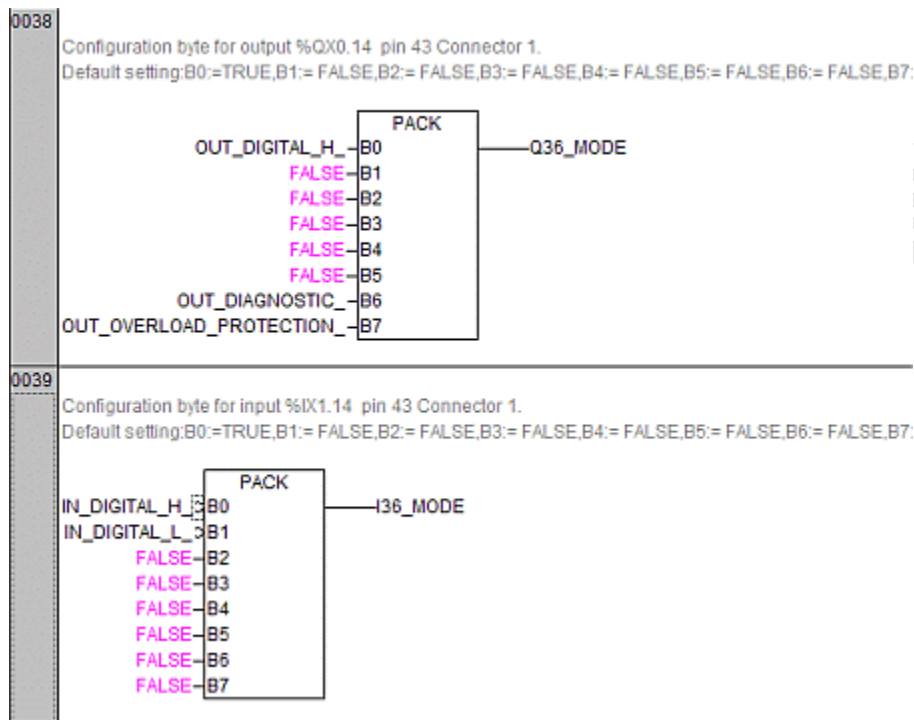 0038
Configuration byte for output %QX0.14 pin 43 Connector 1.
Default setting:B0:=TRUE,B1:= FALSE,B2:= FALSE,B3:= FALSE,B4:= FALSE,B5:= FALSE,B6:= FALSE,B7:
PACK
OUT_DIGITAL_H_ B0 Q36_MODE
FALSE B1
FALSE B2
FALSE B3
FALSE B4
FALSE B5
OUT_DIAGNOSTIC_ B6
OUT_OVERLOAD_PROTECTION_ B7
0039
Configuration byte for input %IX1.14 pin 43 Connector 1.
Default setting:B0:=TRUE,B1:= FALSE,B2:= FALSE,B3:= FALSE,B4:= FALSE,B5:= FALSE,B6:= FALSE,B7:
PACK
IN_DIGITAL_H_ B0 I36_MODE
IN_DIGITAL_L_ B1
FALSE B2
FALSE B3
FALSE B4
FALSE B5
FALSE B6
FALSE B7